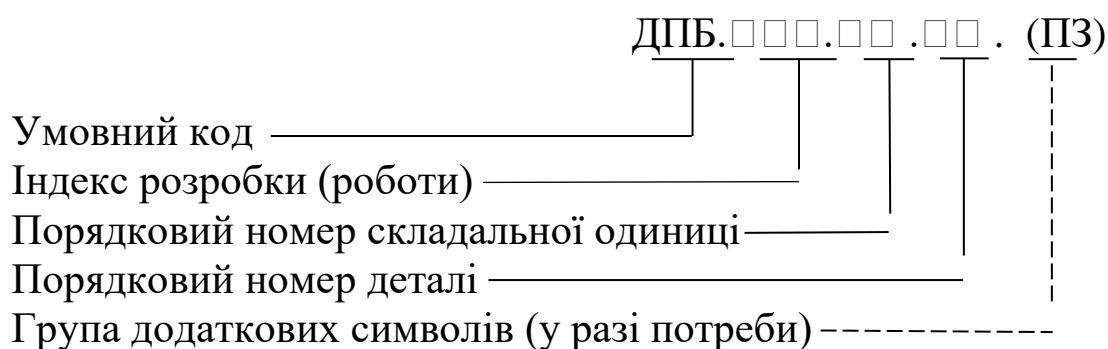 ДПБ.□□□.□□.□□. (ПЗ)
Умовний код
Індекс розробки (роботи)
Порядковий номер складальної одиниці
Порядковий номер деталі
Група додаткових символів (у разі потреби)